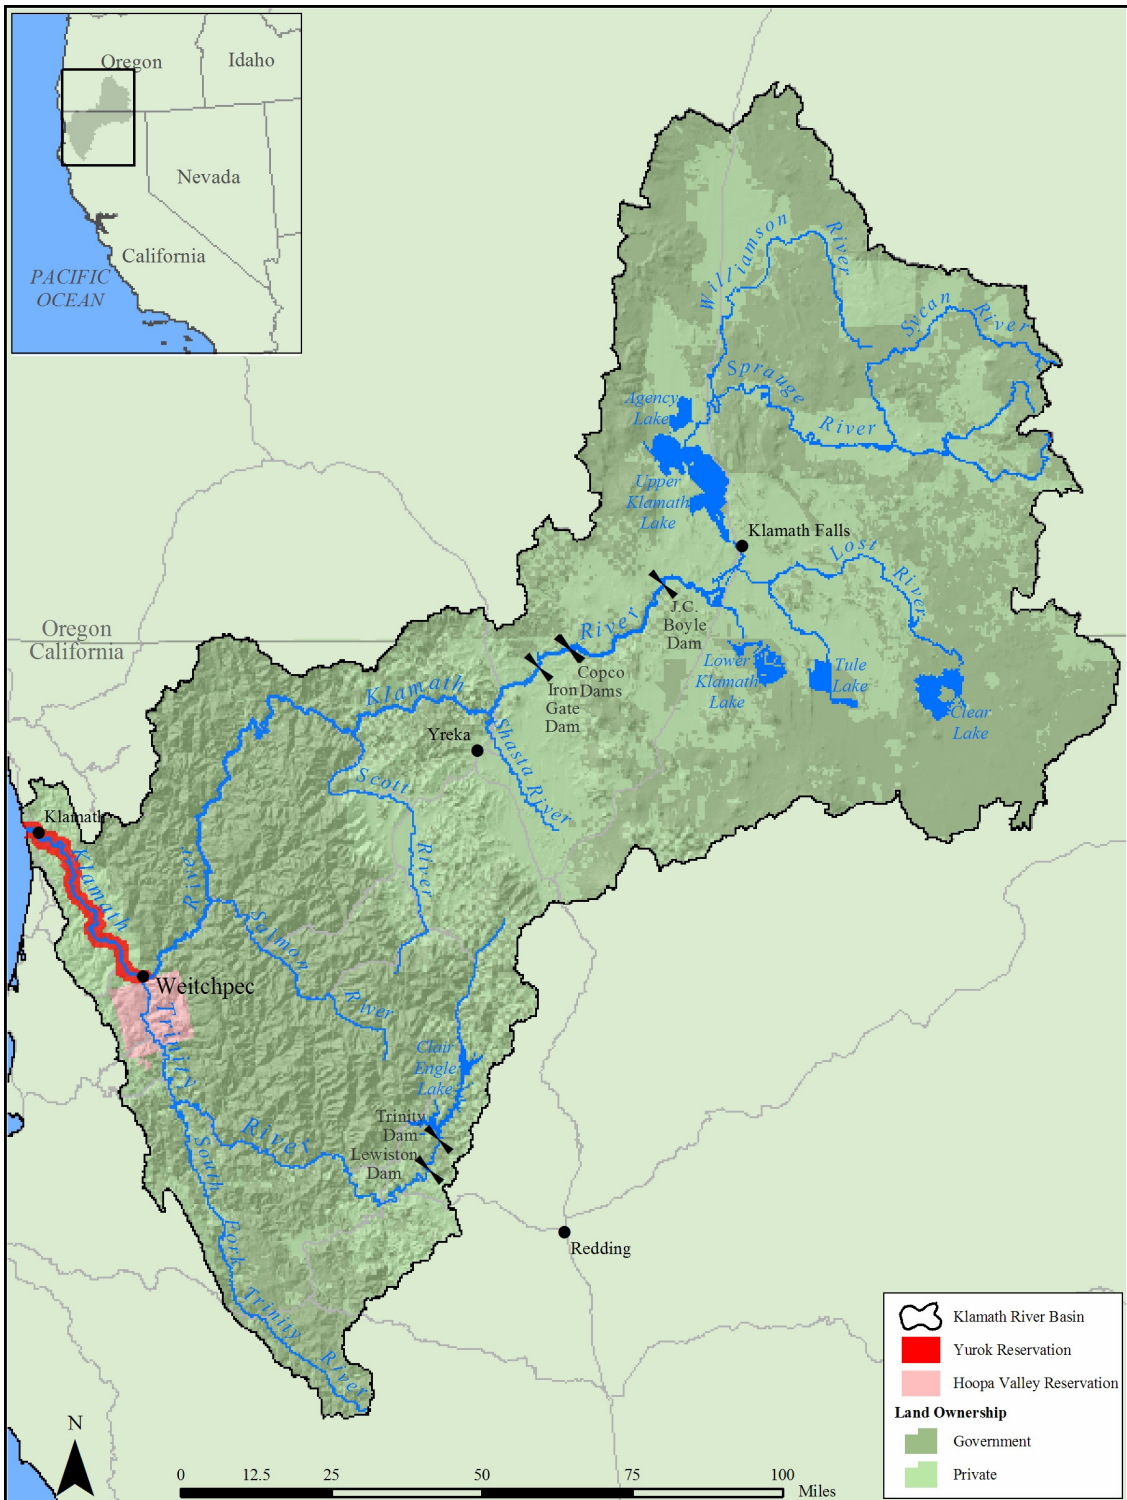 Oregon
Idaho
Nevada
California
PACIFIC
OCEAN
Williamson
River
Sycan
River
Sprauge
River
Agency
Lake
Upper
Klamath
Lake
Klamath Falls
Lost
River
Oregon
California
River
J.C.
Boyle
Dam
Copco
Dams
Iron
Gate
Dam
Lower
Klamath
Lake
Tule
Lake
Clear
Lake
Klamath
Yreka
Shasta River
Scott
River
Klamath
Klamath
River
Salmon
River
Weitchpec
Trinity
River
Clair
Engle
Lake
Trinity
Dam
Lewiston
Dam
South
Fork
Trinity
River
Redding
Klamath River Basin
Yurok Reservation
Hoopa Valley Reservation
Land Ownership
Government
Private
N
0 12.5 25 50 75 100
Miles